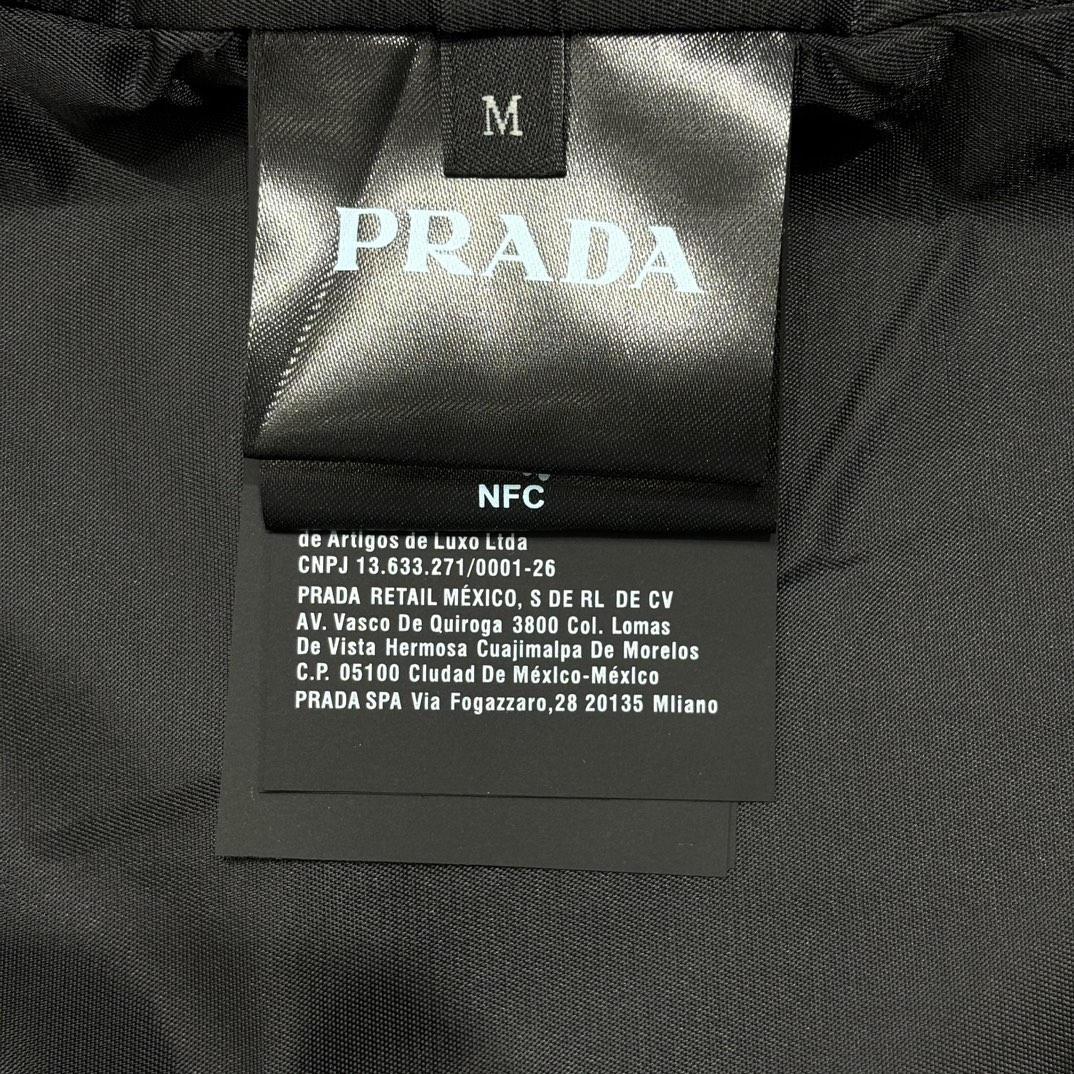 M
PRADA
NFC
de Artigos de Luxo Ltda
CNPJ 13.633.271/0001-26
PRADA RETAIL MÉXICO, S DE RL DE CV
AV. Vasco De Quiroga 3800 Col. Lomas
De Vista Hermosa Cuajimalpa De Morelos
C.P. 05100 Cludad De Méxlco-Méxlco
PRADA SPA Via Fogazzaro,28 20135 Mliano